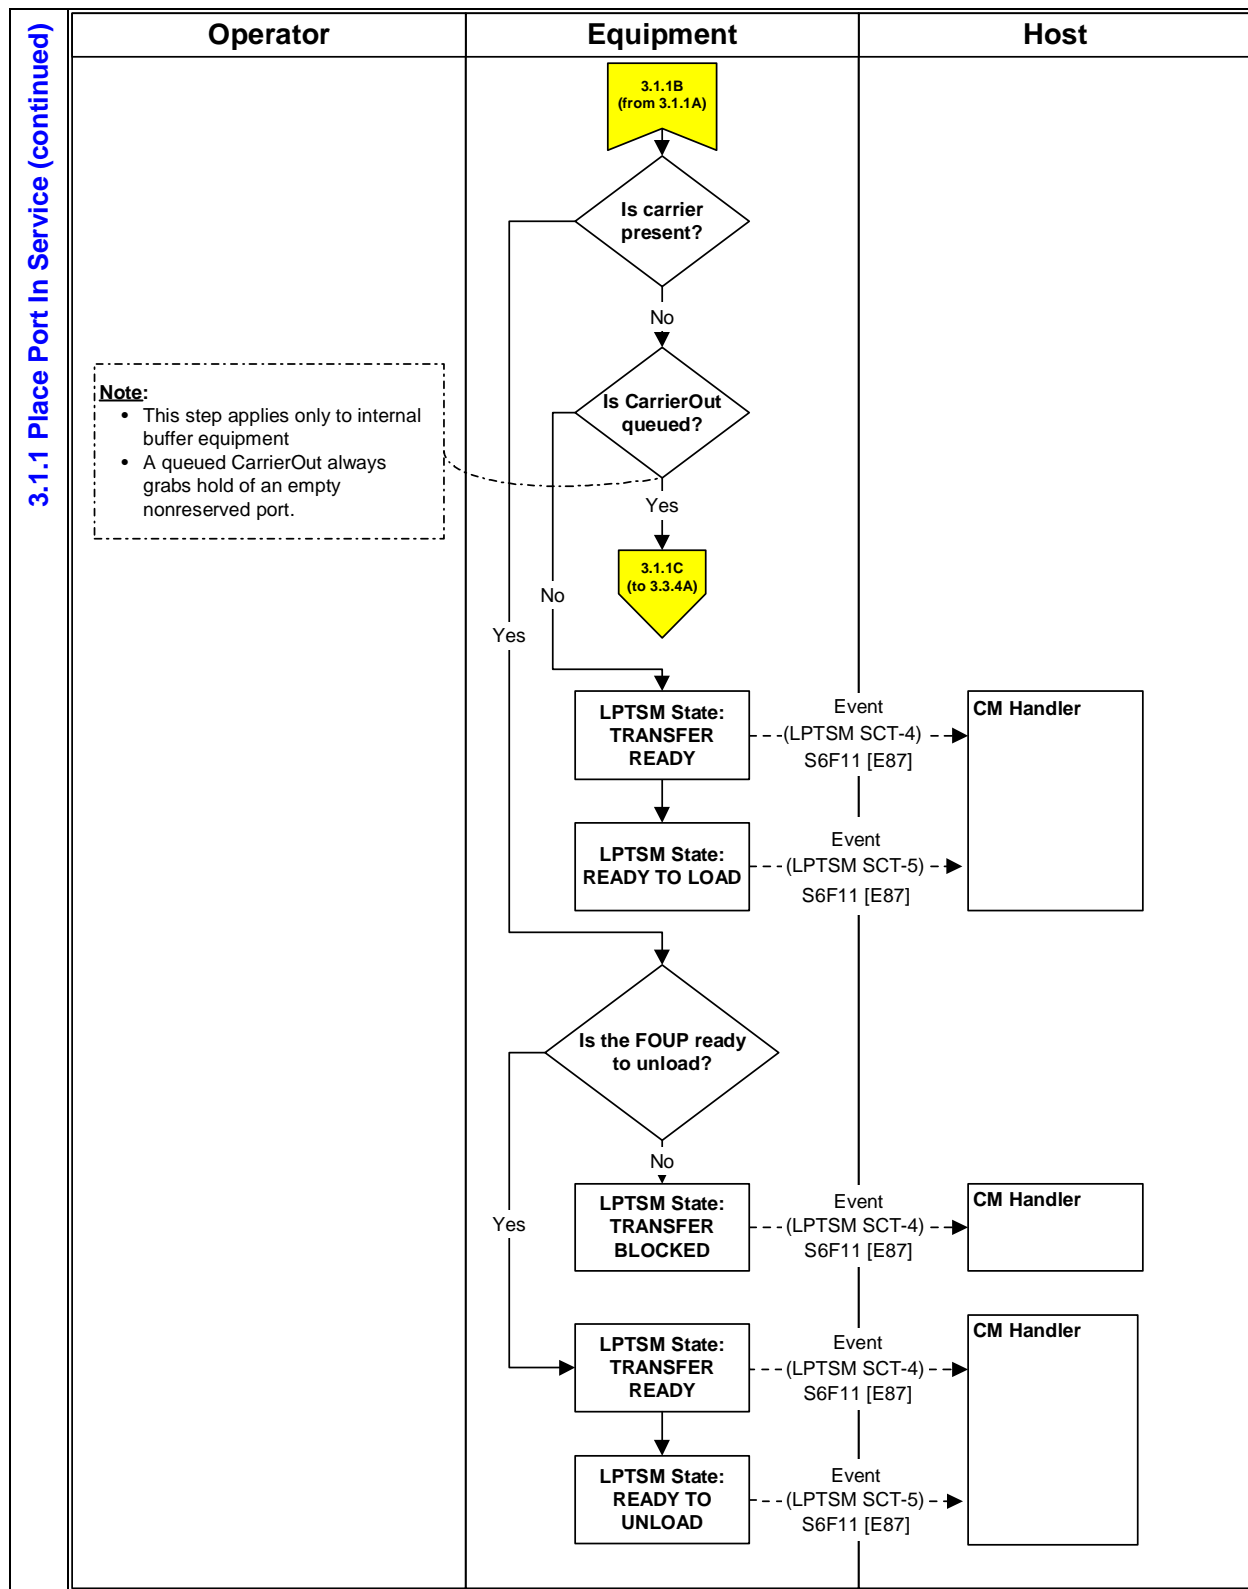 3.1.1 Place Port In Service (continued)
Operator
Equipment
Host
3.1.1B
(from 3.1.1A)
Is carrier
present?
No
Is CarrierOut
queued?
Note:
• This step applies only to internal
buffer equipment
• A queued CarrierOut always
grabs hold of an empty
nonreserved port.
Yes
3.1.1C
(to 3.3.4A)
No
Yes
LPTSM State:
TRANSFER
READY
Event
(LPTSM SCT-4)
S6F11 [E87]
CM Handler
LPTSM State:
READY TO LOAD
Event
(LPTSM SCT-5)
S6F11 [E87]
Is the FOUP ready
to unload?
No
Yes
LPTSM State:
TRANSFER
BLOCKED
Event
(LPTSM SCT-4)
S6F11 [E87]
CM Handler
LPTSM State:
TRANSFER
READY
Event
(LPTSM SCT-4)
S6F11 [E87]
CM Handler
LPTSM State:
READY TO
UNLOAD
Event
(LPTSM SCT-5)
S6F11 [E87]